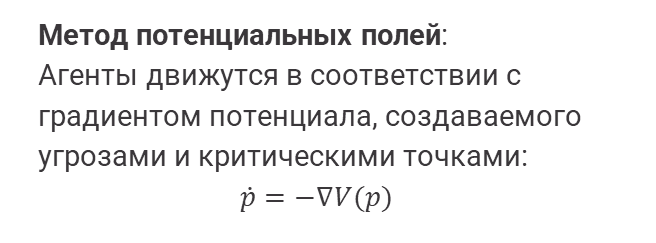 Метод потенциальных полей:
Агенты движутся в соответствии с
градиентом потенциала, создаваемого
угрозами и критическими точками:
ṗ = −∇V(p)